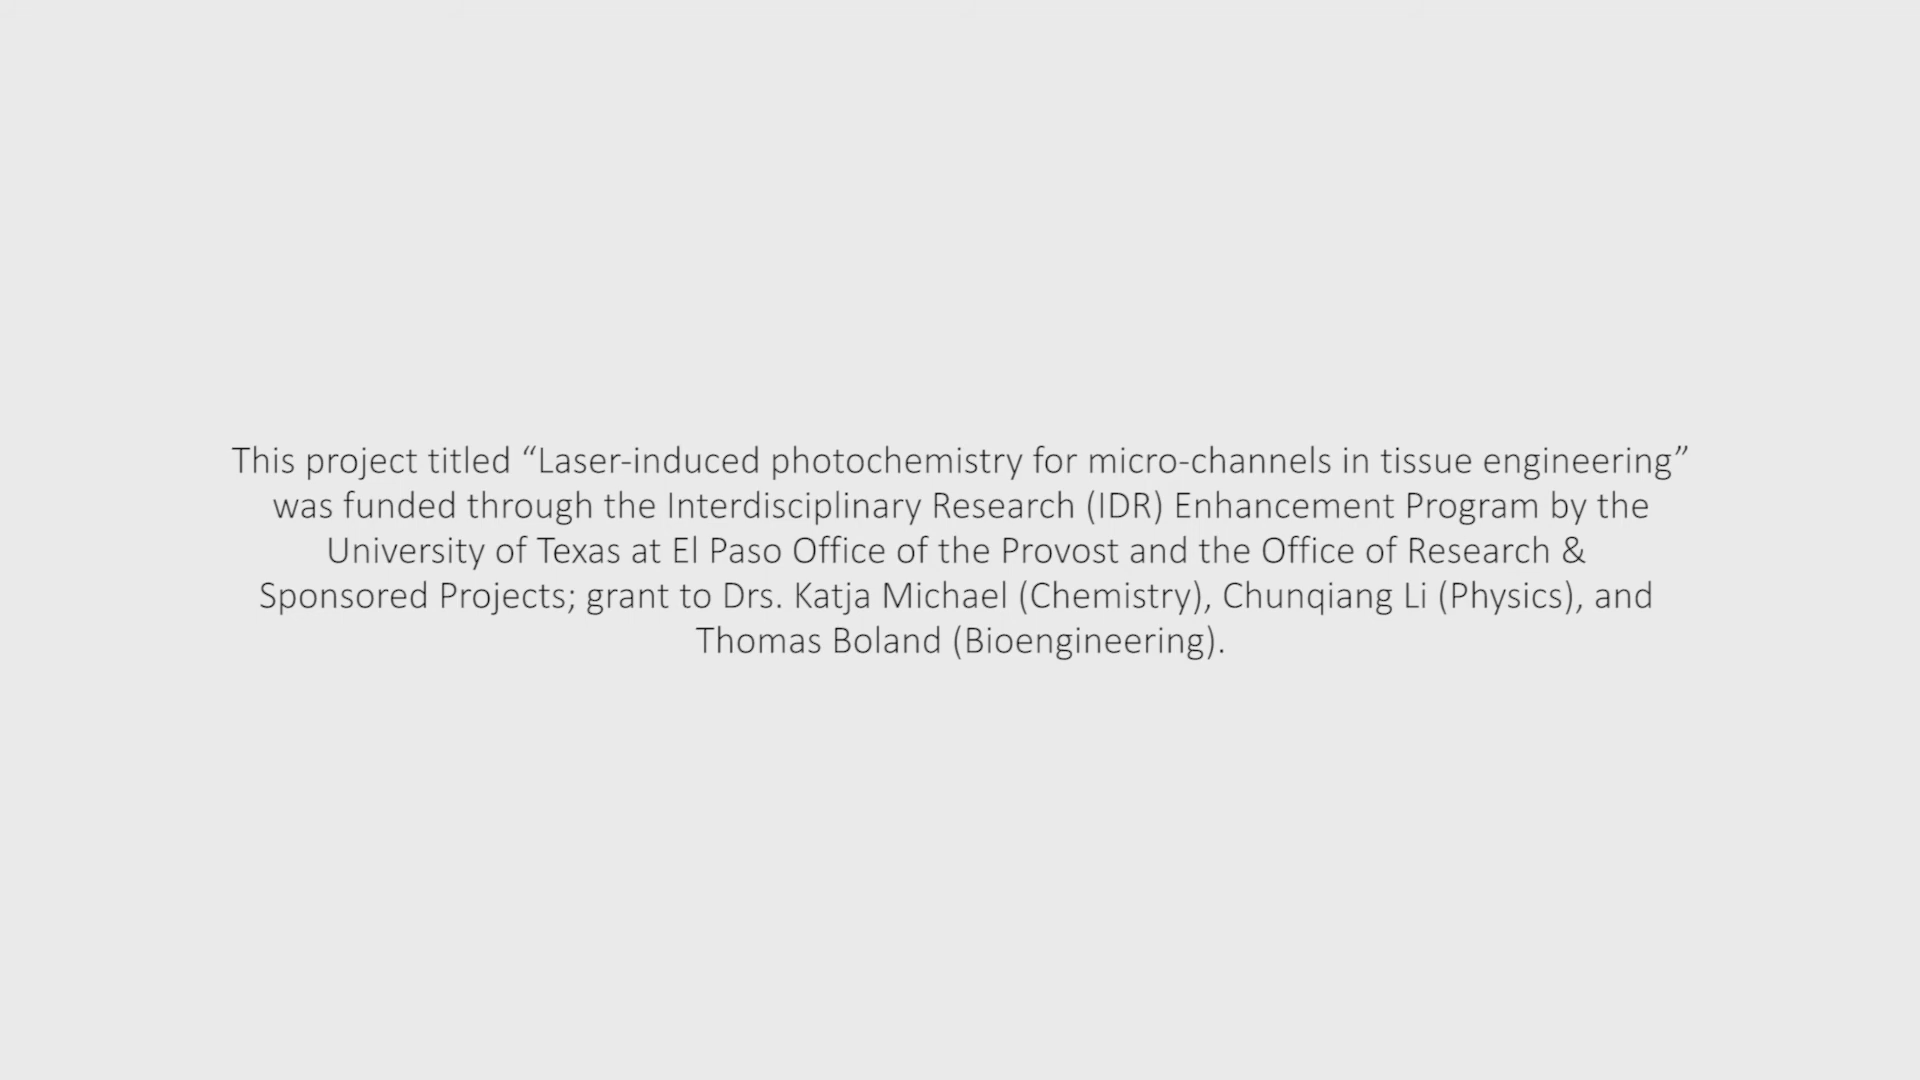 This project titled “Laser-induced photochemistry for micro-channels in tissue engineering”
was funded through the Interdisciplinary Research (IDR) Enhancement Program by the
University of Texas at El Paso Office of the Provost and the Office of Research &
Sponsored Projects; grant to Drs. Katja Michael (Chemistry), Chunqiang Li (Physics), and
Thomas Boland (Bioengineering).